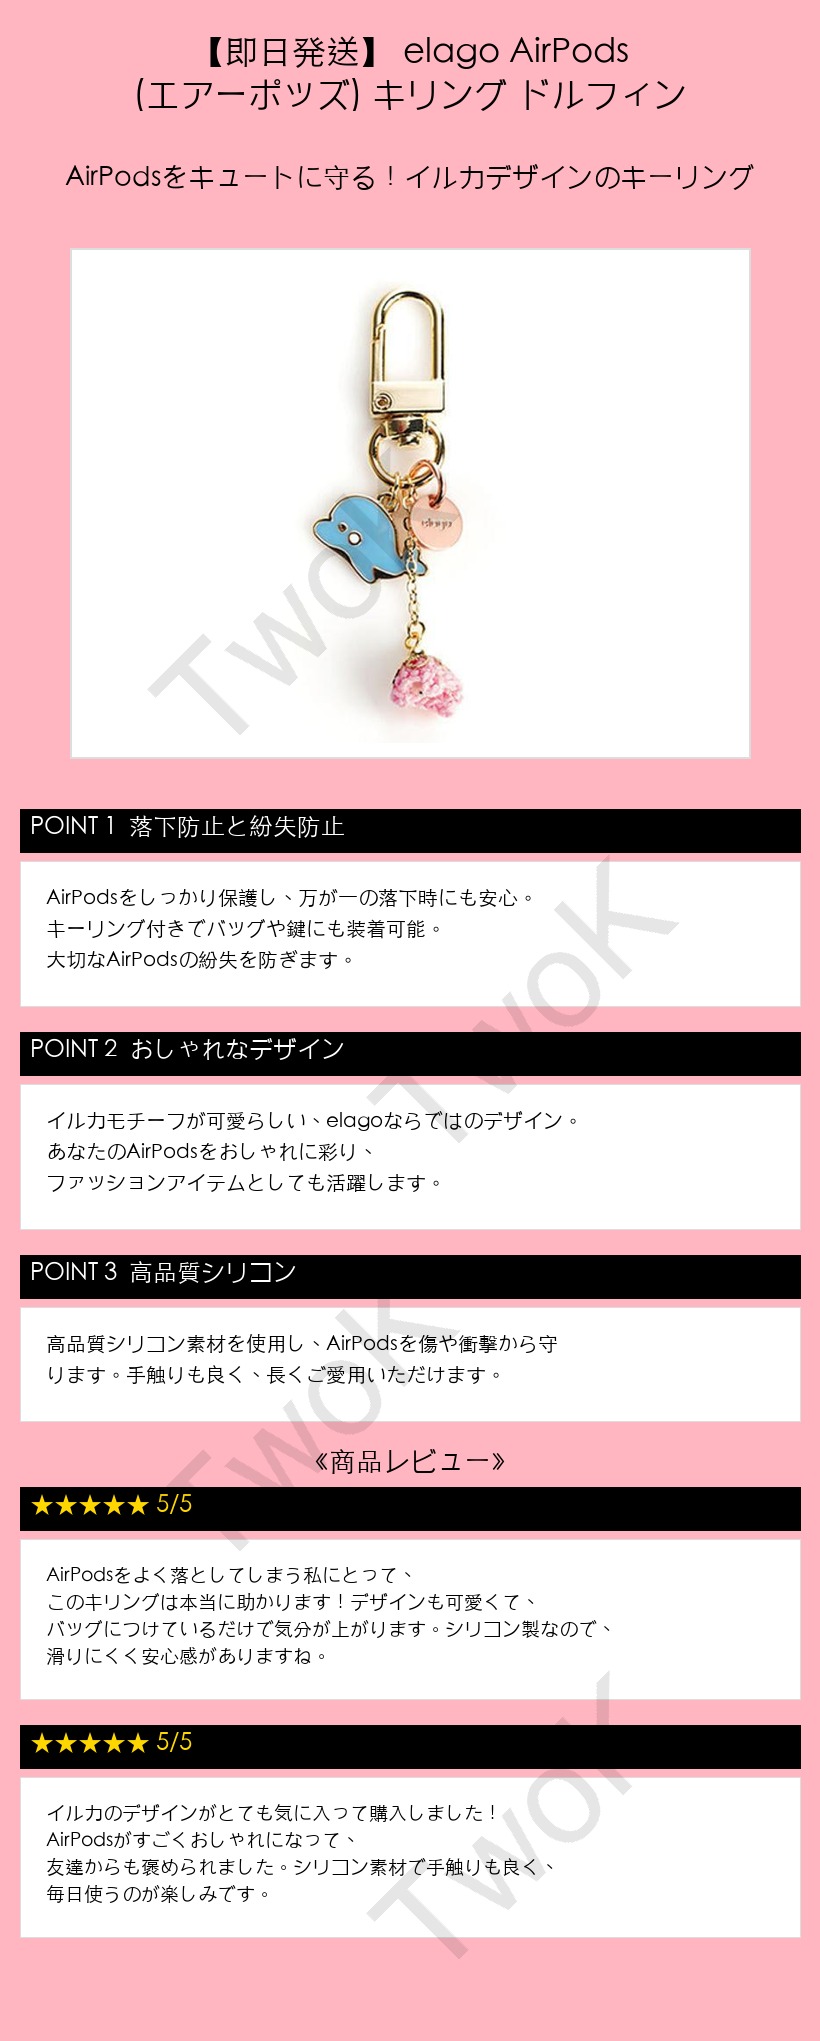 【即日発送】 elago AirPods
(エアーポッズ) キリング ドルフィン
AirPodsをキュートに守る！イルカデザインのキーリング
elago
TwoK
POINT 1 落下防止と紛失防止
AirPodsをしっかり保護し、万が一の落下時にも安心。
キーリング付きでバッグや鍵にも装着可能。
大切なAirPodsの紛失を防ぎます。
TwoK
POINT 2 おしゃれなデザイン
イルカモチーフが可愛らしい、elagoならではのデザイン。
あなたのAirPodsをおしゃれに彩り、
ファッションアイテムとしても活躍します。
POINT 3 高品質シリコン
高品質シリコン素材を使用し、AirPodsを傷や衝撃から守
ります。手触りも良く、長くご愛用いただけます。
TwoK
《商品レビュー》
★★★★★ 5/5
AirPodsをよく落としてしまう私にとって、
このキリングは本当に助かります！デザインも可愛くて、
バッグにつけているだけで気分が上がります。シリコン製なので、
滑りにくく安心感がありますね。
★★★★★ 5/5
イルカのデザインがとても気に入って購入しました！
AirPodsがすごくおしゃれになって、
友達からも褒められました。シリコン素材で手触りも良く、
毎日使うのが楽しみです。
TwoK